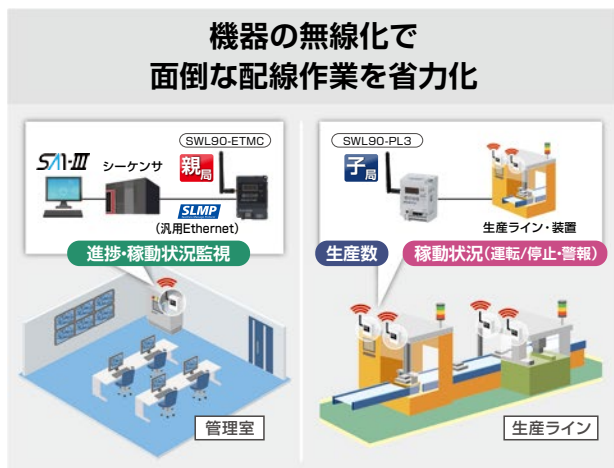 機器の無線化で
面倒な配線作業を省力化
SWL90-ETMC
SA1-III
シーケンサ
親局
SLMP
(汎用Ethernet)
進捗・稼動状況監視
管理室
SWL90-PL3
子局
生産ライン・装置
生産数
稼動状況(運転/停止・警報)
生産ライン